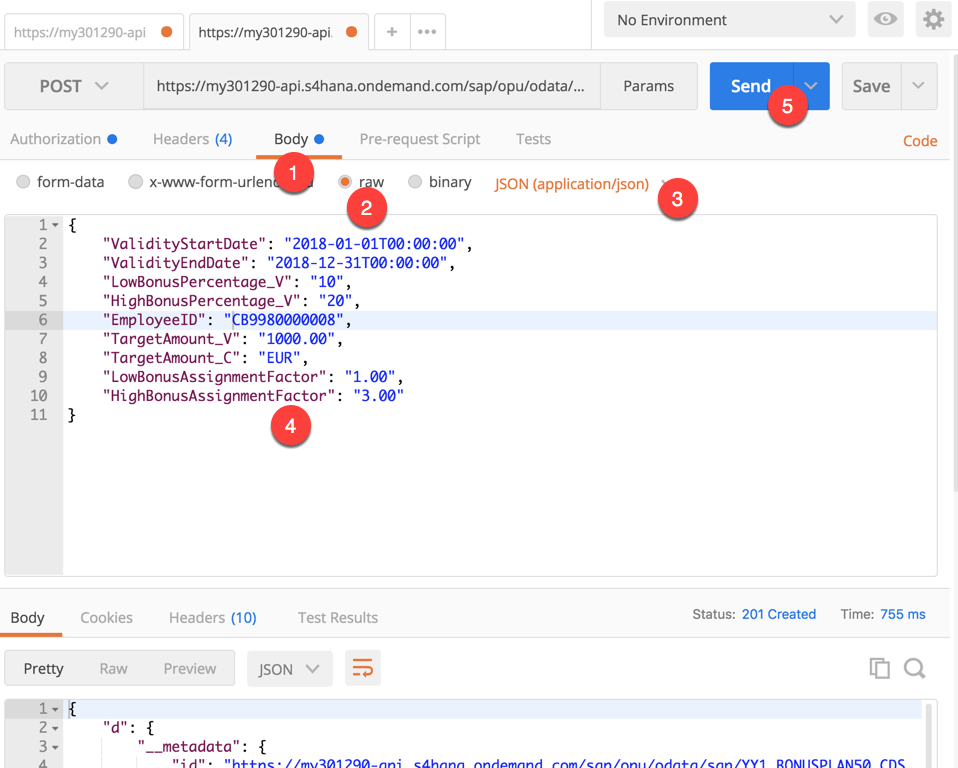 https://my301290-api https://my301290-api. + ••• No Environment
POST https://my301290-api.s4hana.ondemand.com/sap/opu/odata/... Params Send Save
5
Authorization Headers (4) Body Pre-request Script Tests Code
1
form-data raw binary JSON (application/json)
2 3
1 {
2 "ValidityStartDate": "2018-01-01T00:00:00",
3 "ValidityEndDate": "2018-12-31T00:00:00",
4 "LowBonusPercentage_V": "10",
5 "HighBonusPercentage_V": "20",
6 "EmployeeID": "CB9980000008",
7 "TargetAmount_V": "1000.00",
8 "TargetAmount_C": "EUR",
9 "LowBonusAssignmentFactor": "1.00",
10 "HighBonusAssignmentFactor": "3.00"
11 }
4
Body Cookies Headers (10) Test Results Status: 201 Created Time: 755 ms
Pretty Raw Preview JSON
1 {
2 "d": {
3 "__metadata": {
4 "id": "https://my301290-api.s4hana.ondemand.com/sap/opu/odata/sap/YY1_BONUSPLAN50_CDS